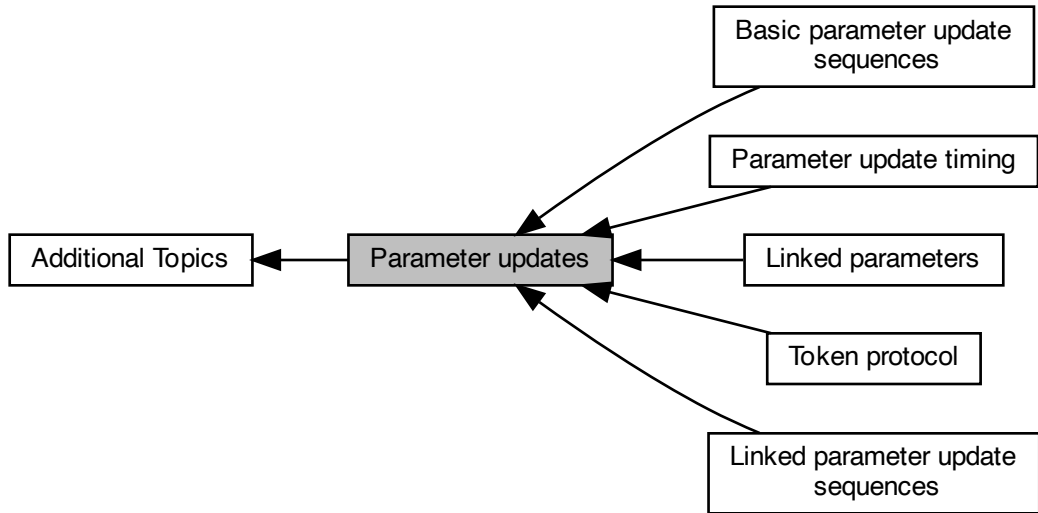 Basic parameter update
sequences
Parameter update timing
Additional Topics
Parameter updates
Linked parameters
Token protocol
Linked parameter update
sequences